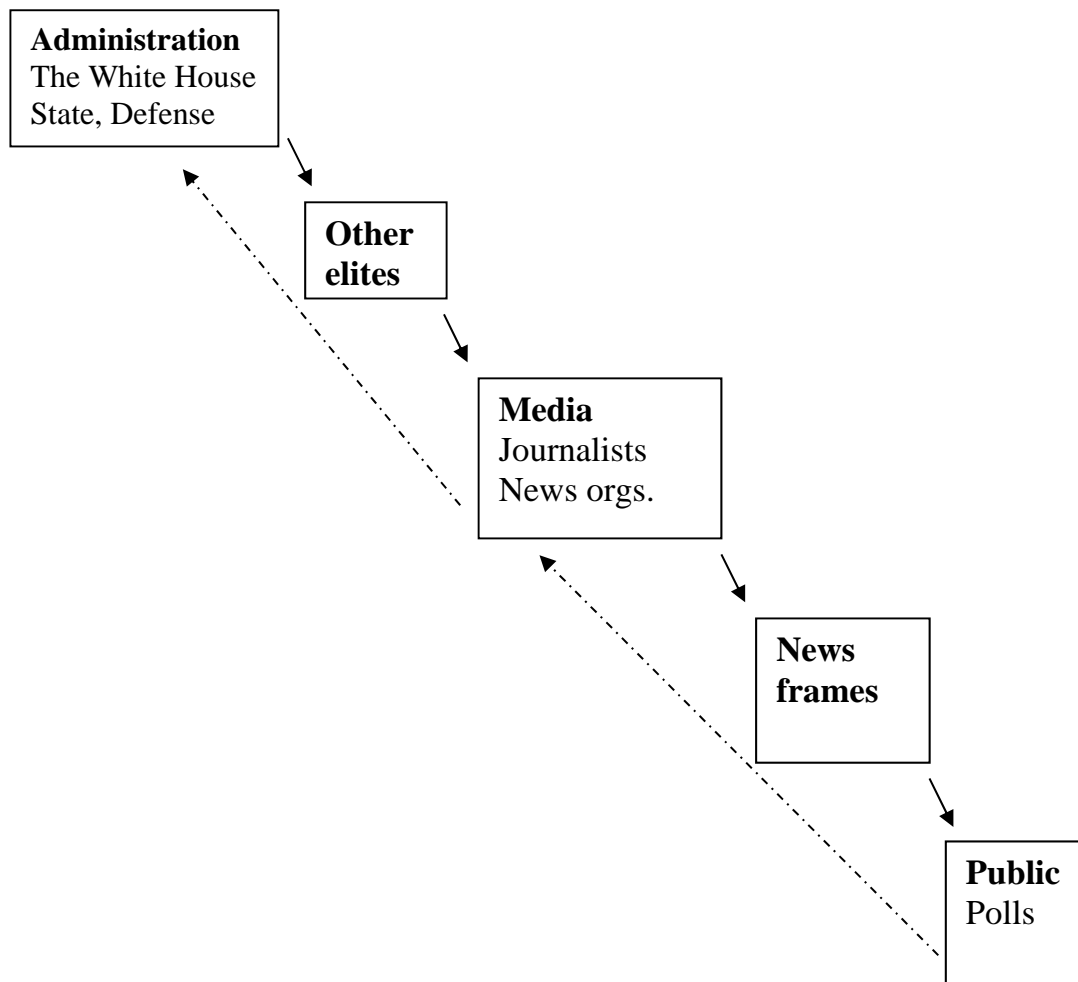 Administration
The White House
State, Defense
Other
elites
Media
Journalists
News orgs.
News
frames
Public
Polls